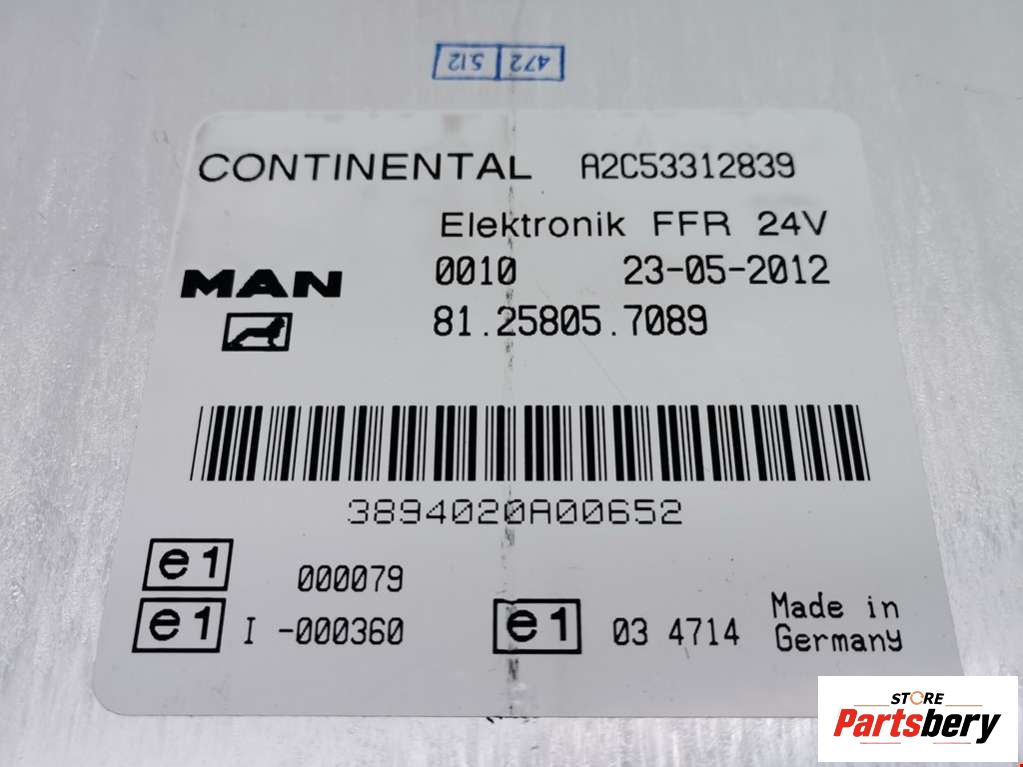 512 472
CONTINENTAL A2C53312839
Elektronik FFR 24V
MAN 0010 23-05-2012
81.25805.7089
3894020A00652
e1 000079
e1 I -000360 e1 03 4714 Made in
Germany
STORE
Partsbery